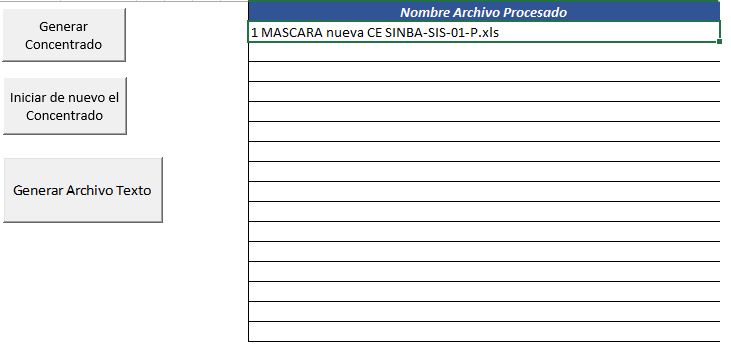 Generar
Concentrado
Iniciar de nuevo el
Concentrado
Generar Archivo Texto
Nombre Archivo Procesado
1 MASCARA nueva CE SINBA-SIS-01-P.xls